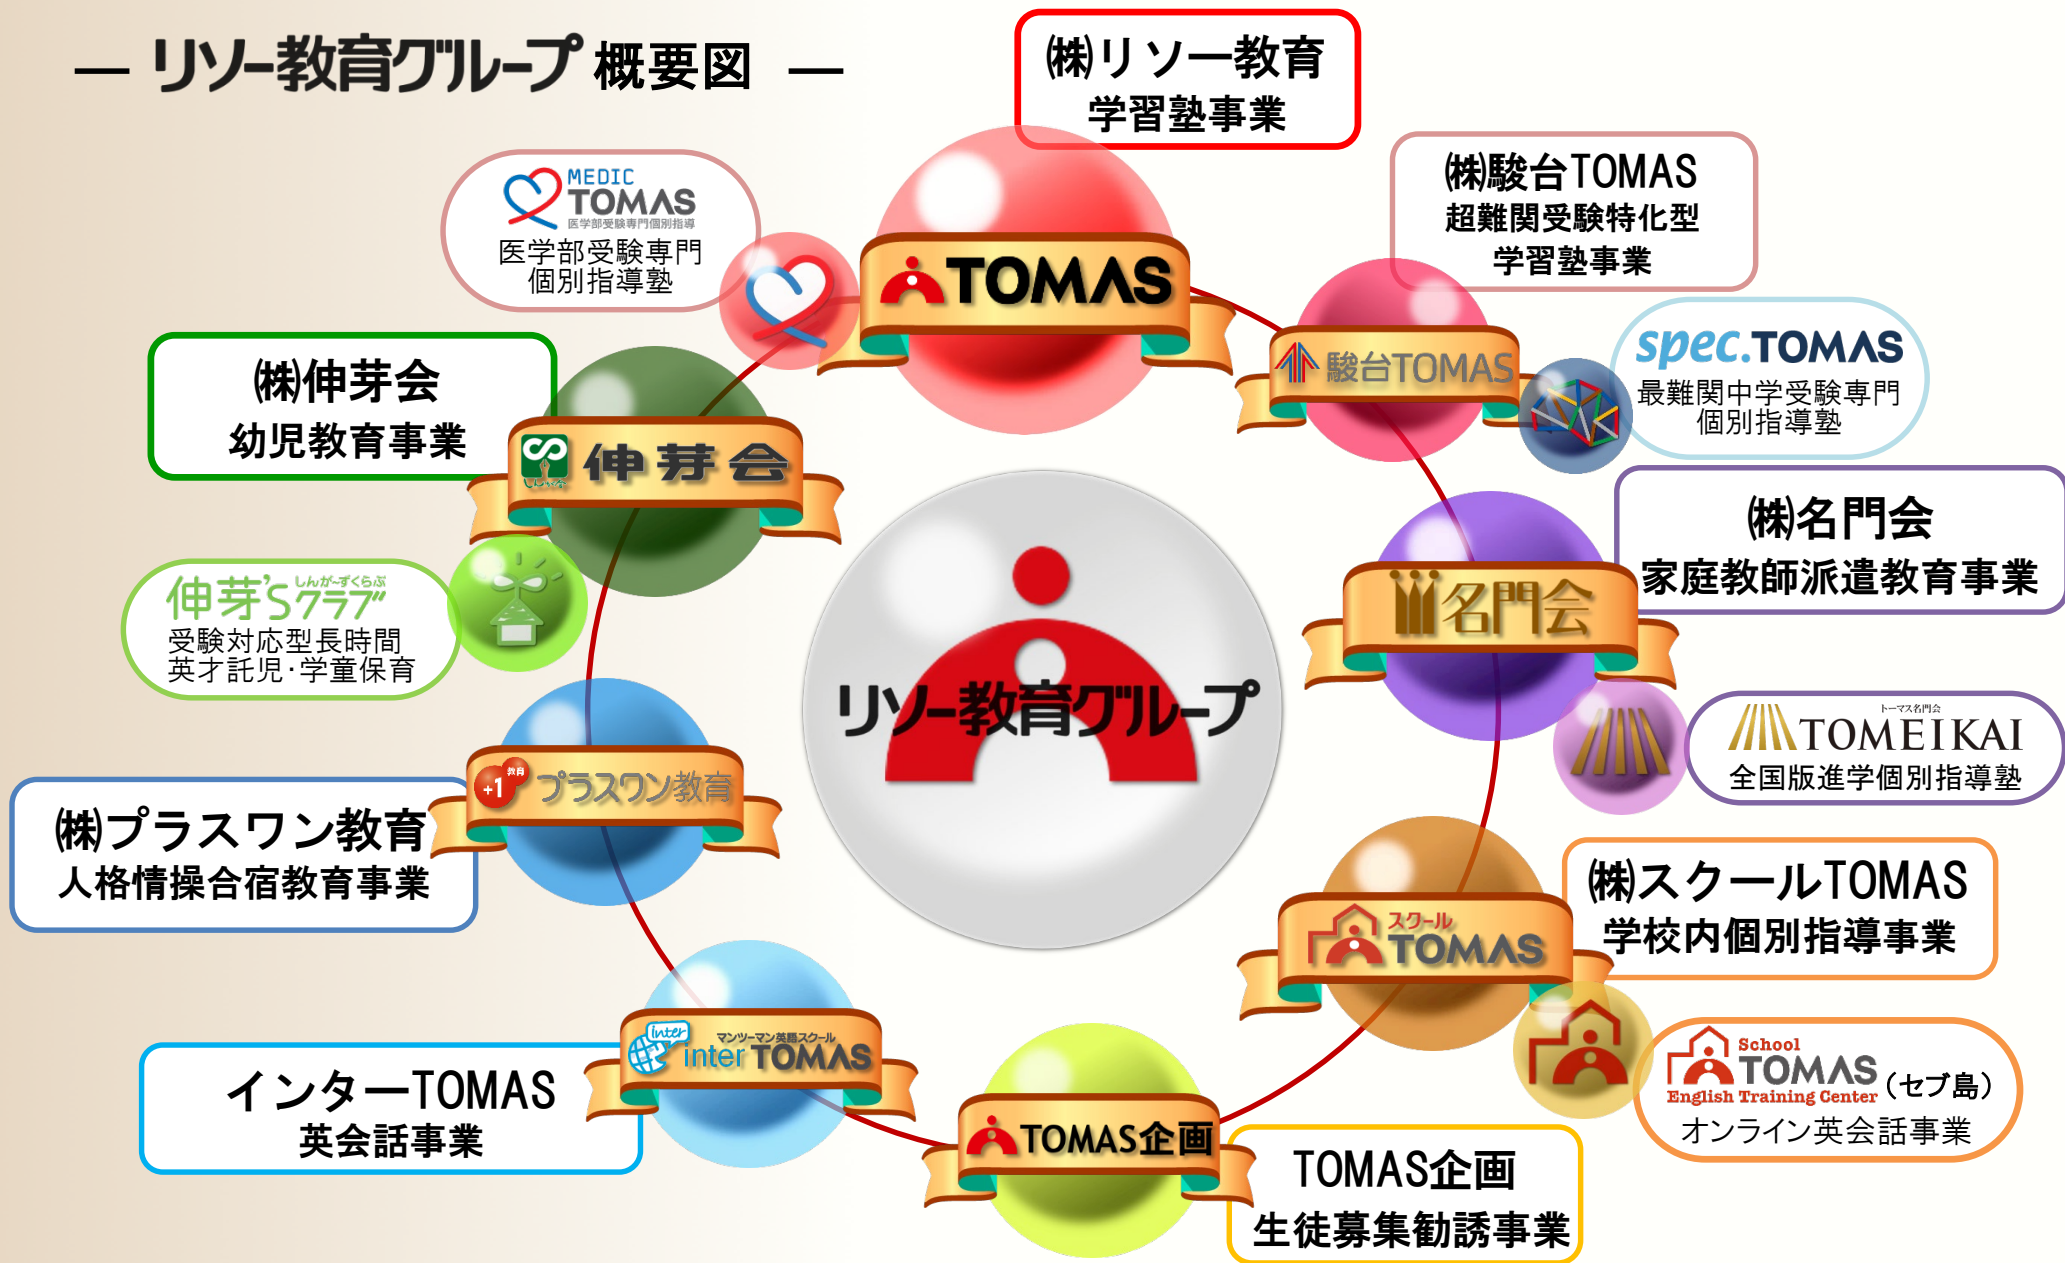 ― リソー教育グループ 概要図 ―
㈱リソー教育
学習塾事業
TOMAS
MEDIC
TOMAS
医学部受験専門個別指導
医学部受験専門
個別指導塾
㈱駿台TOMAS
超難関受験特化型
学習塾事業
駿台TOMAS
spec.TOMAS
最難関中学受験専門
個別指導塾
㈱名門会
家庭教師派遣教育事業
名門会
トーマス名門会
TOMEIKAI
全国版進学個別指導塾
㈱スクールTOMAS
学校内個別指導事業
スクール
TOMAS
School
TOMAS
English Training Center
(セブ島)
オンライン英会話事業
TOMAS企画
TOMAS企画
生徒募集勧誘事業
inter
マンツーマン英語スクール
inter TOMAS
インターTOMAS
英会話事業
+1 教育
プラスワン教育
㈱プラスワン教育
人格情操合宿教育事業
伸芽'Sクラブ
しんが~ずくらぶ
受験対応型長時間
英才託児・学童保育
㈱伸芽会
幼児教育事業
しんが会
伸芽会
リソー教育グループ